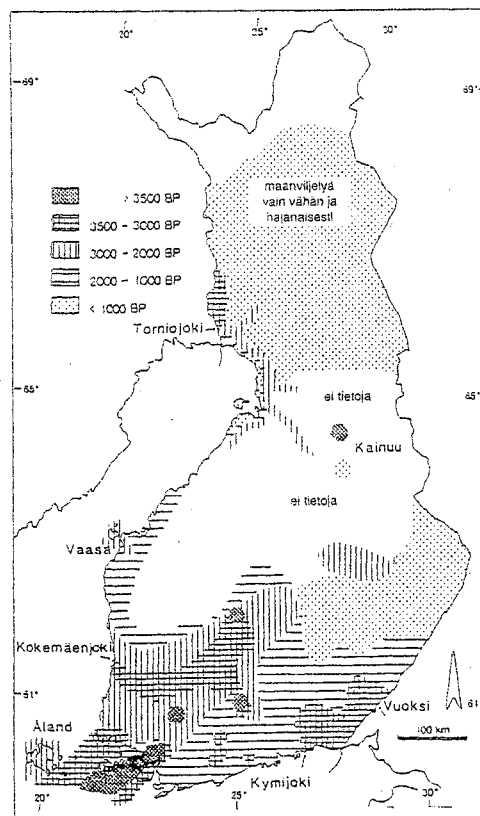 20°
25°
30°
69°
69°
> 3500 BP
3500 - 3000 BP
3000 - 2000 BP
2000 - 1000 BP
< 1000 BP
maanviljelyä
vain vähän ja
hajanaisesti
Torniojoki
65°
65°
ei tietoja
Kainuu
ei tietoja
Vaasa
Kokemäenjoki
61°
61
Vuoksi
Åland
100 km
Kymijoki
20°
25°
30°